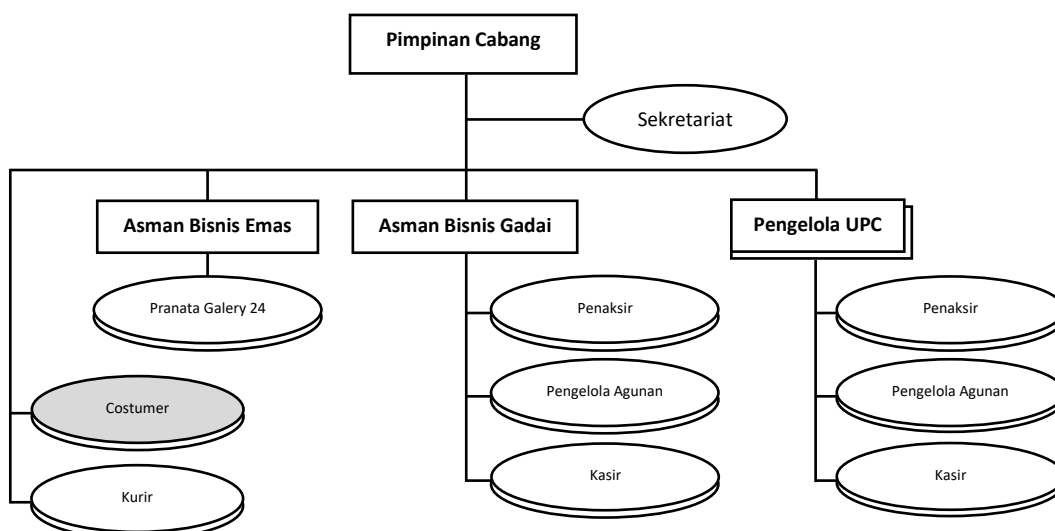 Pimpinan Cabang
Sekretariat
Asman Bisnis Emas
Asman Bisnis Gadai
Pengelola UPC
Pranata Galery 24
Penaksir
Penaksir
Pengelola Agunan
Pengelola Agunan
Costumer
Kasir
Kasir
Kurir